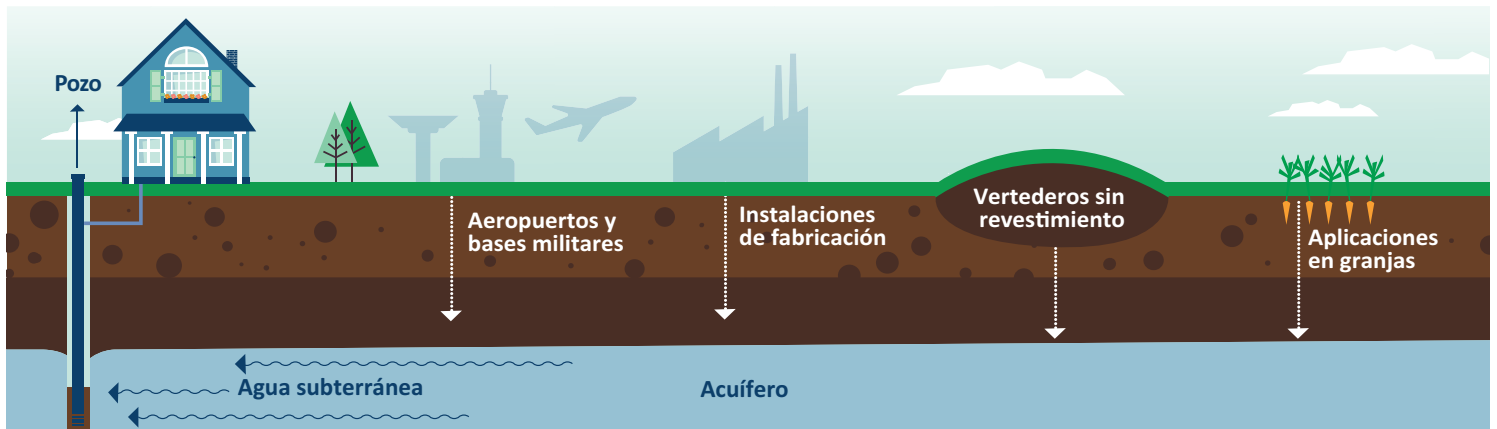 Pozo
Aeropuertos y
bases militares
Instalaciones
de fabricación
Vertederos sin
revestimiento
Aplicaciones
en granjas
Agua subterránea
Acuífero